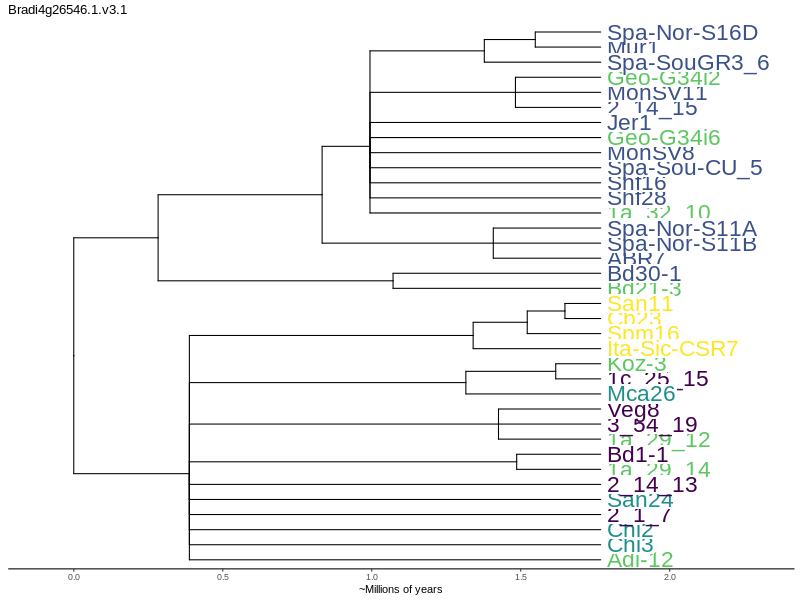 Bradi4g26546.1.v3.1
Spa-Nor-S16D
Mur1
Spa-SouGR3_6
Geo-G34i2
MonSV11
2_14_15
Jer1
Geo-G34i6
MonSV8
Spa-Sou-CU_5
Shf16
Shf28
Ta_32_10
Spa-Nor-S11A
Spa-Nor-S11B
ABR7
Bd30-1
Bd21-3
San11
Cb23
Spm16
Ita-Sic-CSR7
Koz-3
1c_25_15
Mca26
Veg8
3_54_19
Ta_29_12
Bd1-1
Ta_29_14
2_14_13
San24
2_1_7
Chi2
Chi3
Adi-12
0.0 0.5 1.0 1.5 2.0
~Millions of years